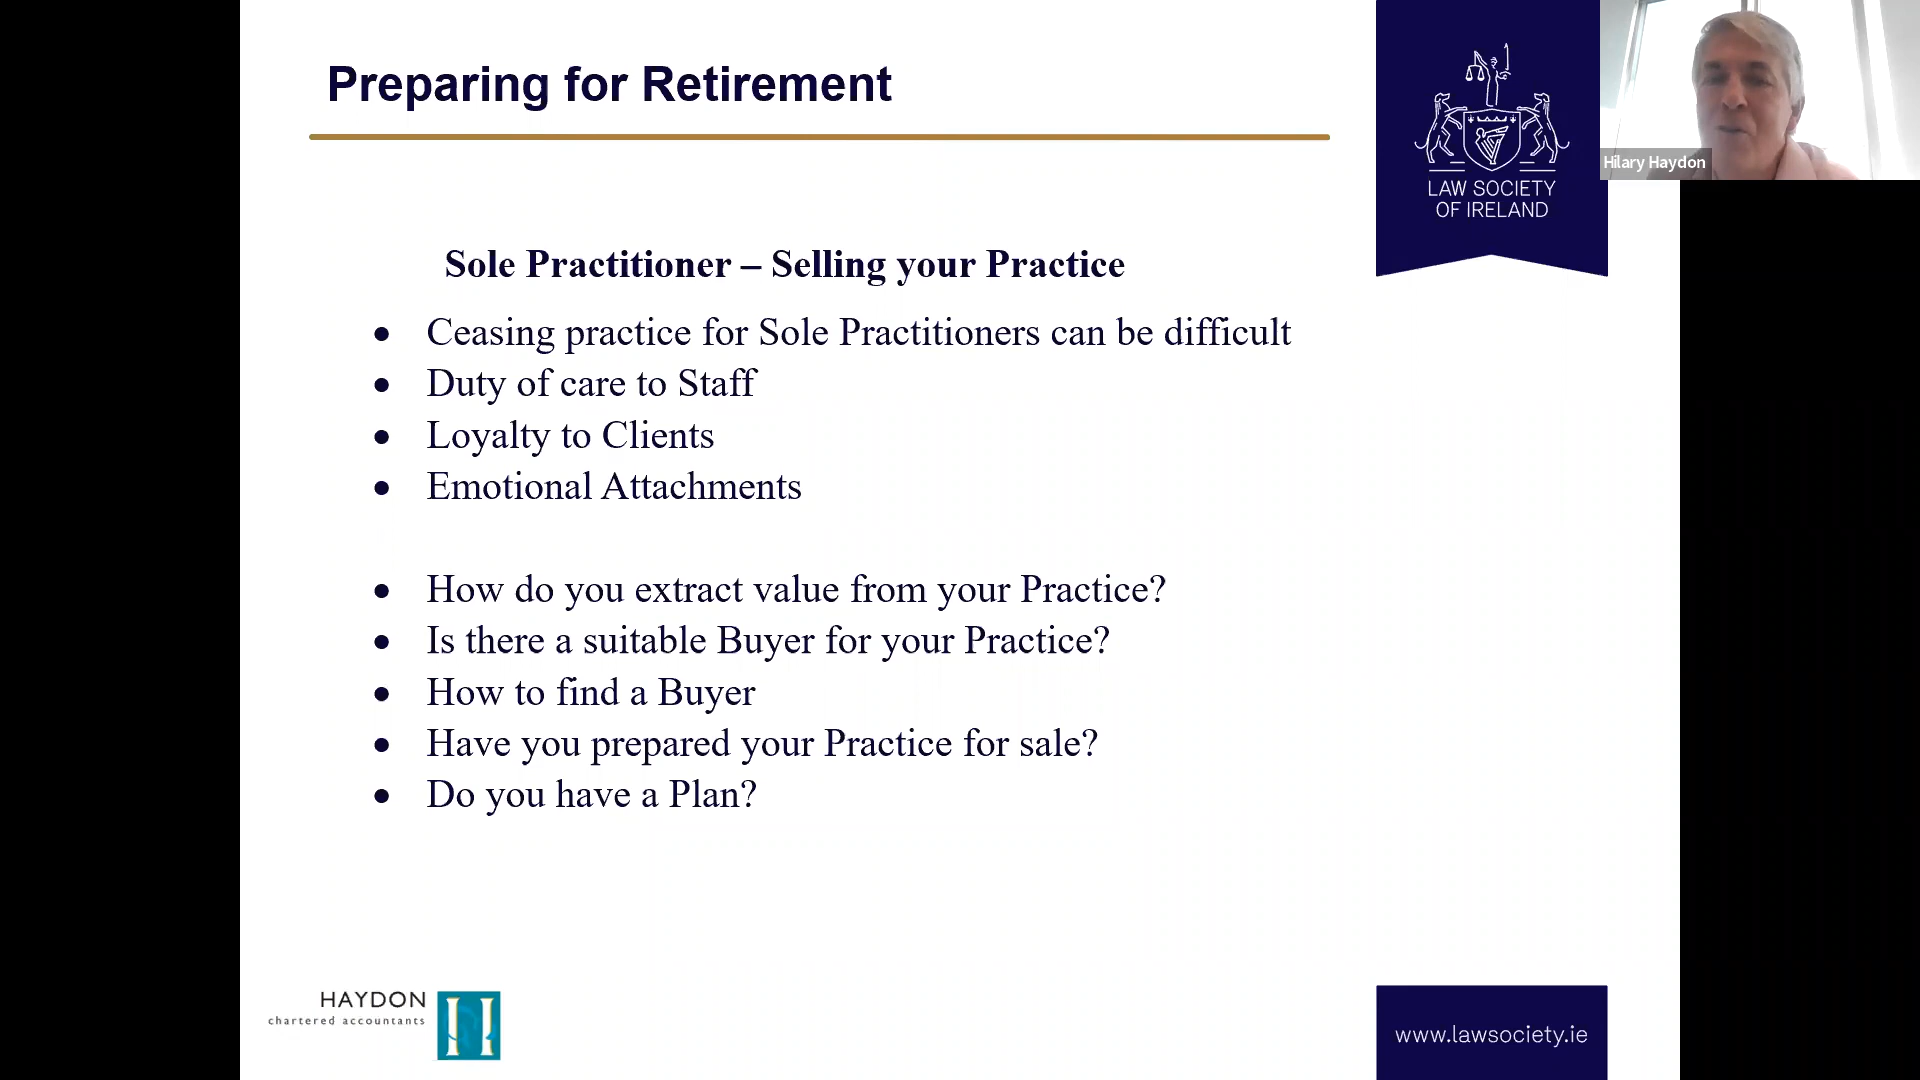 Preparing for Retirement
LAW SOCIETY
OF IRELAND
Hilary Haydon
Sole Practitioner – Selling your Practice
• Ceasing practice for Sole Practitioners can be difficult
• Duty of care to Staff
• Loyalty to Clients
• Emotional Attachments
• How do you extract value from your Practice?
• Is there a suitable Buyer for your Practice?
• How to find a Buyer
• Have you prepared your Practice for sale?
• Do you have a Plan?
HAYDON
chartered accountants
H
www.lawsociety.ie